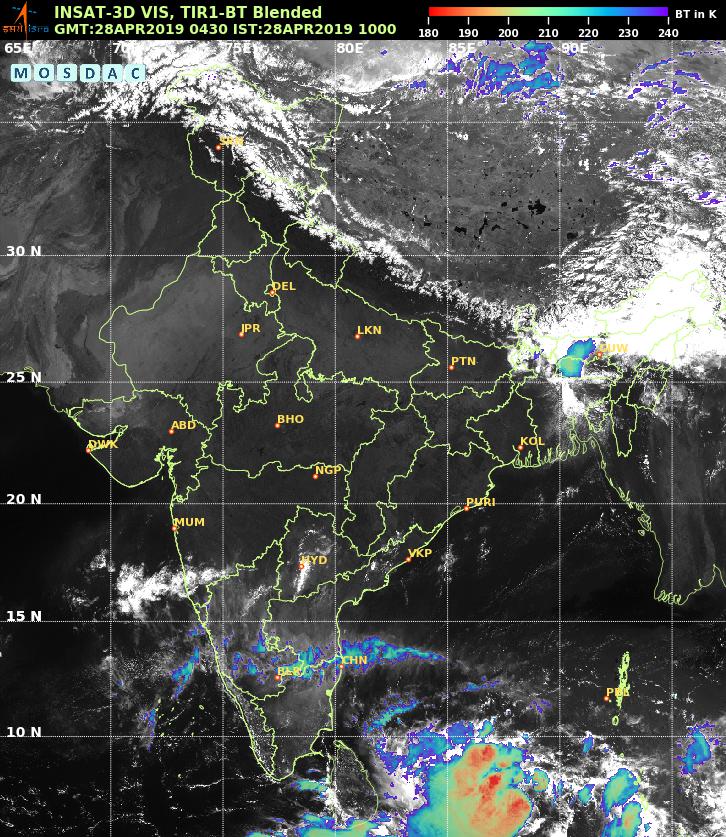 INSAT-3D VIS, TIR1-BT Blended
GMT:28APR2019 0430 IST:28APR2019 1000
BT in K
180 190 200 210 220 230 240
65E 70E 75E 80E 85E 90E
MOSDAC
SRN
30 N
DEL
JPR
LKN
GUW
PTN
25 N
ABD
BHO
DWK
KOL
NGP
20 N
PURI
MUM
VKP
HYD
15 N
CHN
BLR
PBL
10 N